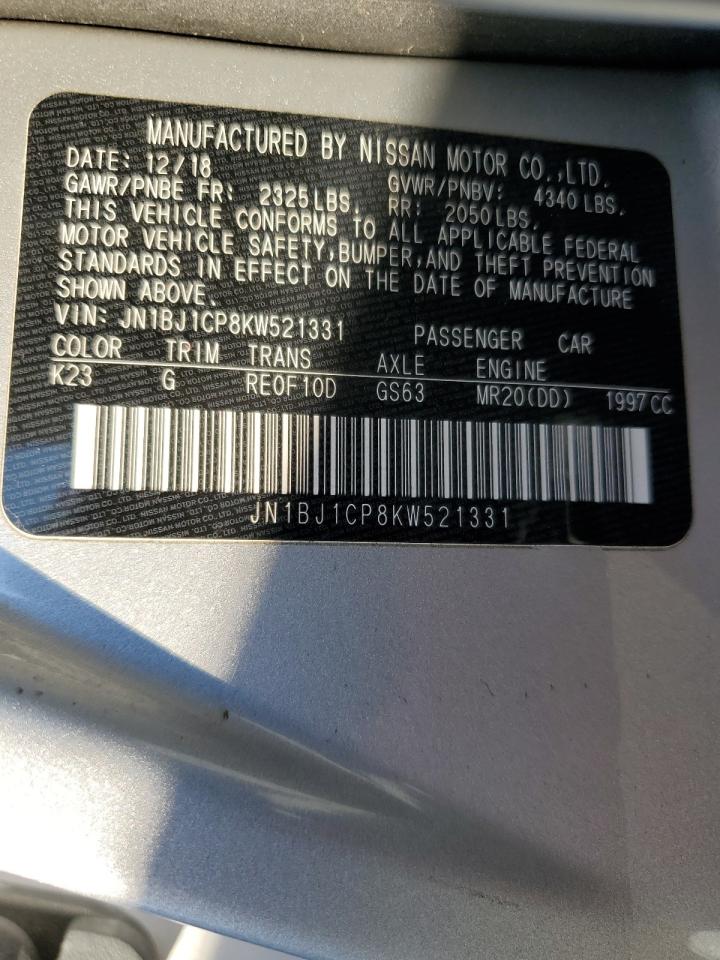 MANUFACTURED BY NISSAN MOTOR CO.,LTD.
DATE: 12/18
GAWR/PNBE FR: 2325LBS. GVWR/PNBV: 4340LBS.
RR: 2050LBS.
THIS VEHICLE CONFORMS TO ALL APPLICABLE FEDERAL
MOTOR VEHICLE SAFETY,BUMPER,AND THEFT PREVENTION
STANDARDS IN EFFECT ON THE DATE OF MANUFACTURE
SHOWN ABOVE.
VIN: JN1BJ1CP8KW521331 PASSENGER CAR
COLOR TRIM TRANS AXLE ENGINE
K23 G RE0F10D GS63 MR20(DD) 1997CC
JN1BJ1CP8KW521331